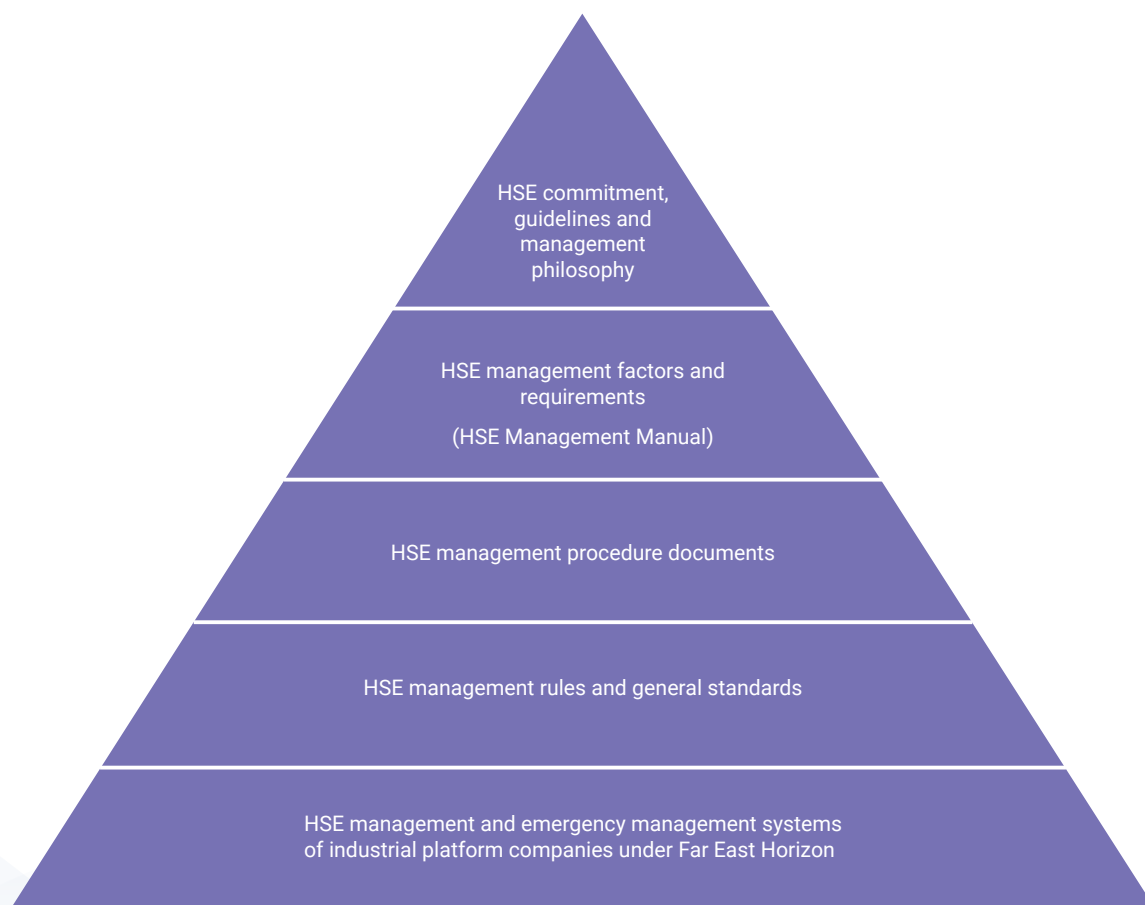 HSE commitment,
guidelines and
management
philosophy
HSE management factors and
requirements
(HSE Management Manual)
HSE management procedure documents
HSE management rules and general standards
HSE management and emergency management systems
of industrial platform companies under Far East Horizon